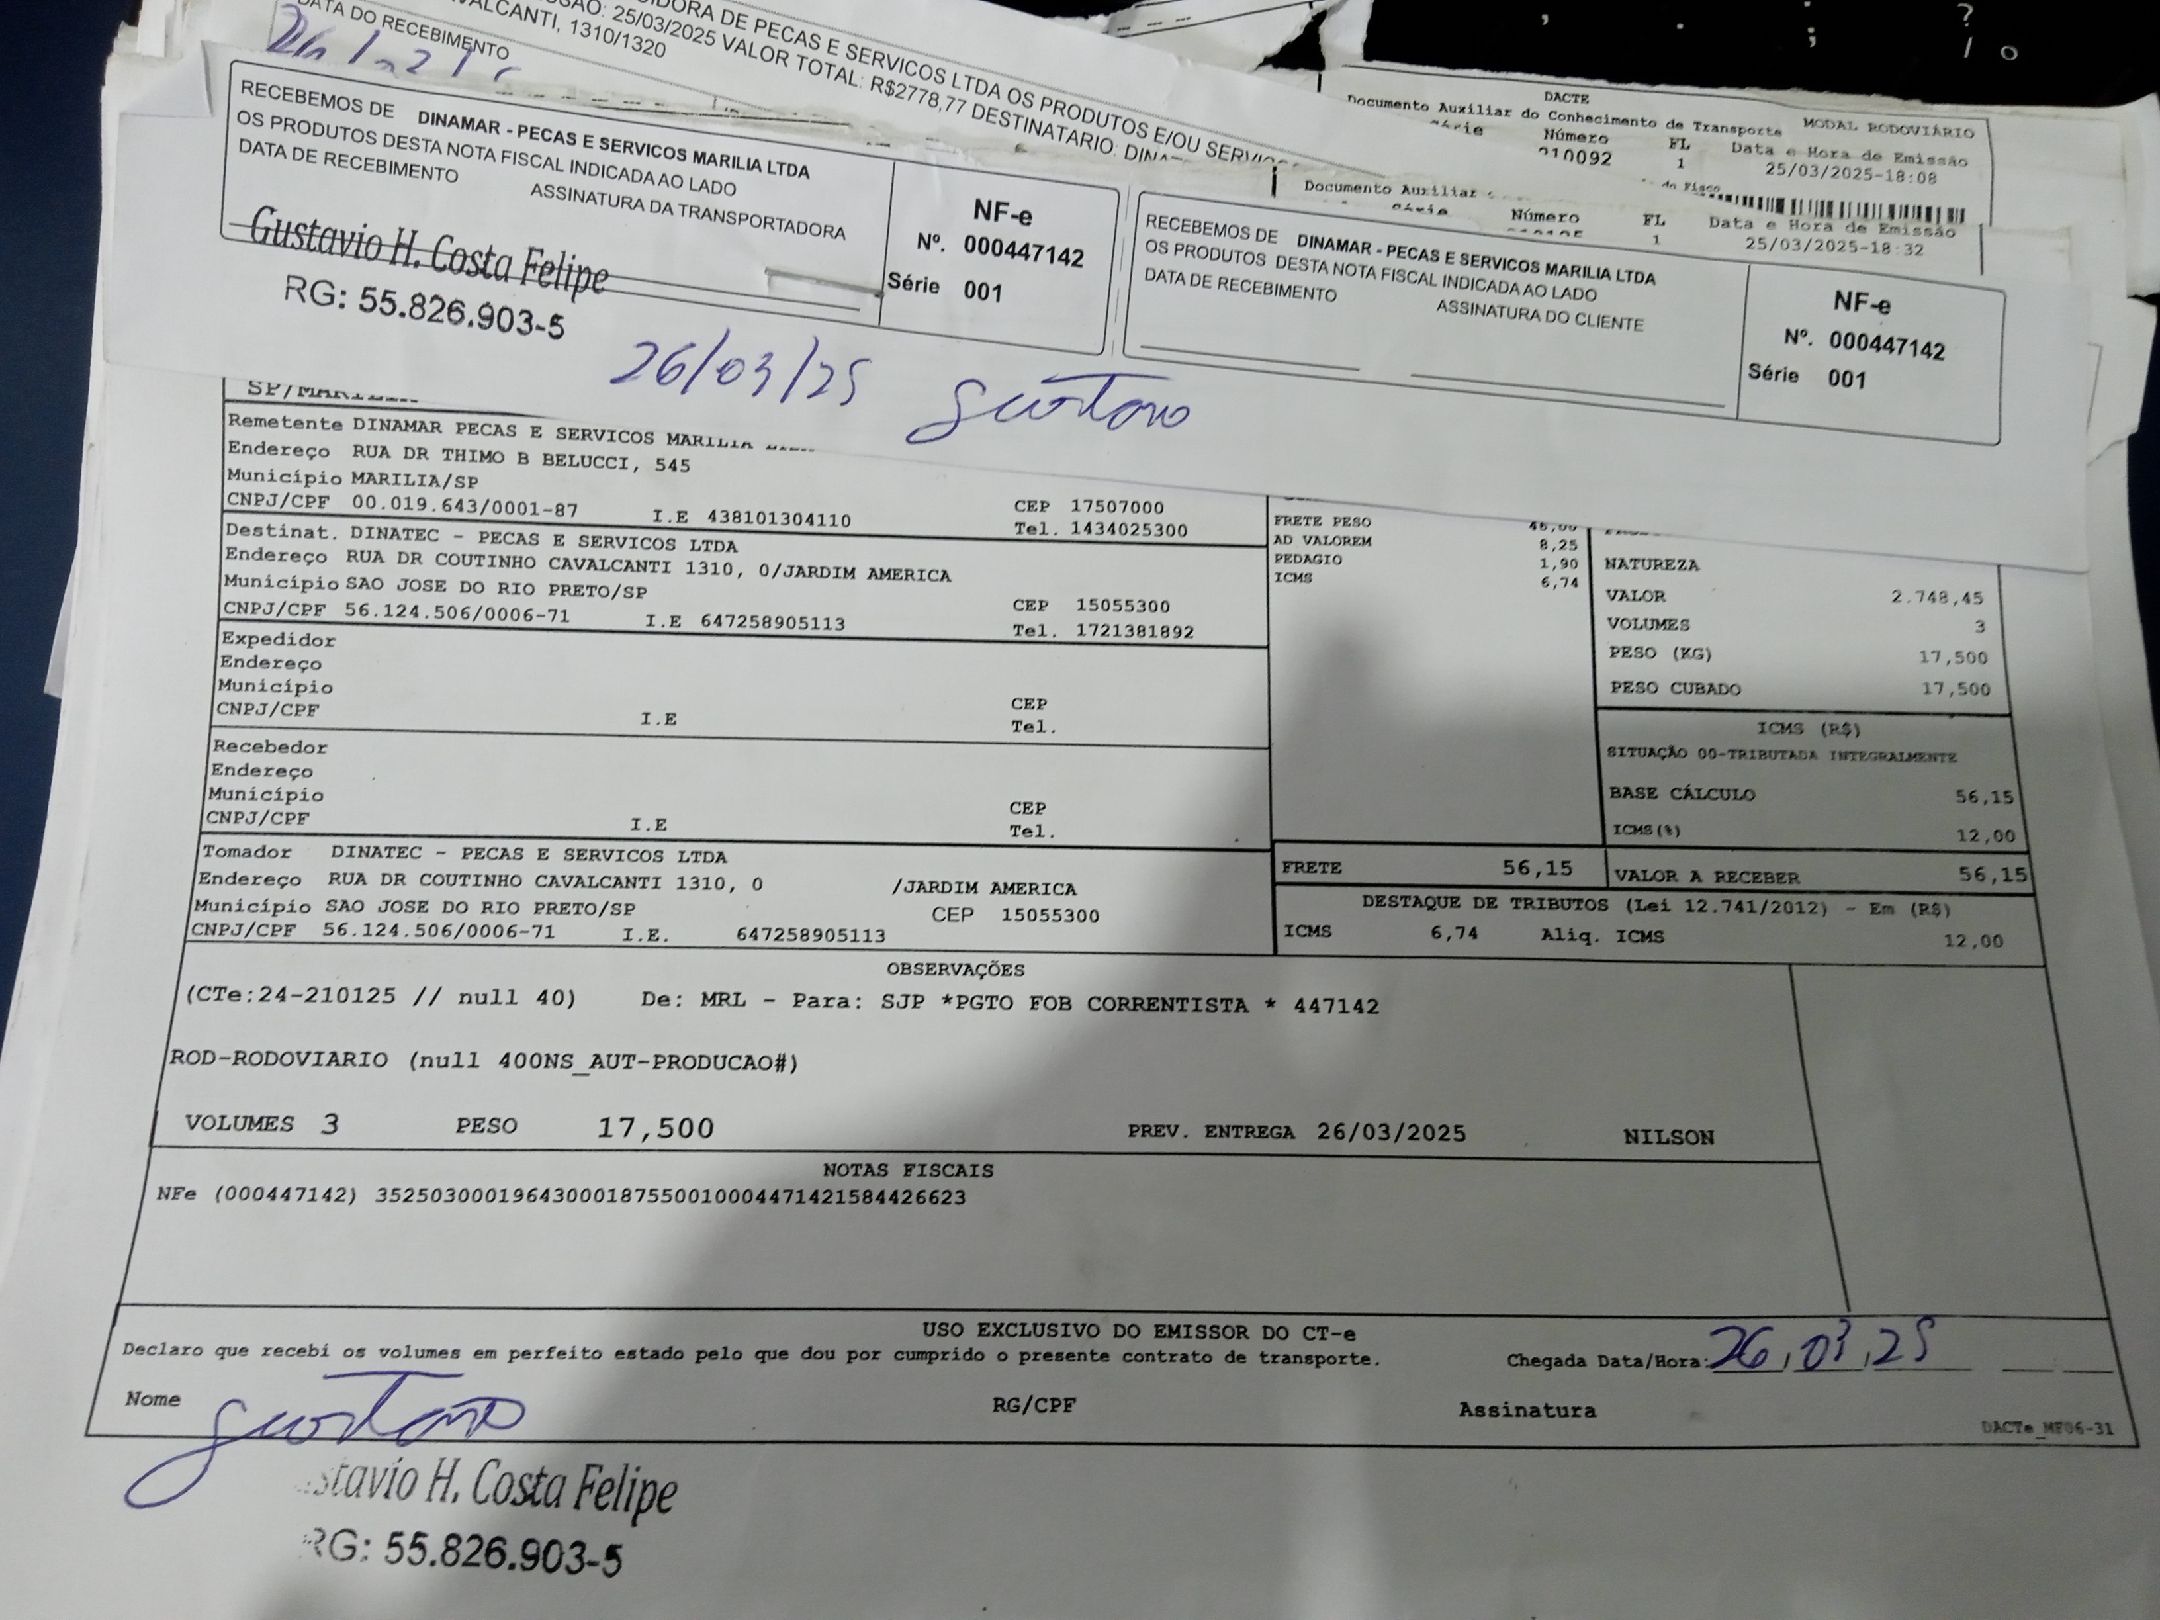 DATA DO RECEBIMENTO
VALCANTI, 1310/1320
25/03/2025 VALOR TOTAL: R$2778,77 DESTINATARIO:
DE PECAS E SERVICOS LTDA OS PRODUTOS E/OU
DACTE
Documento Auxiliar do Conhecimento de Transporte
MODAL RODOVIÁRIO
Série Número FL Data e Hora de Emissão
210092 1 25/03/2025-18:08
Documento Auxiliar
Número FL Data e Hora de Emissão
1 25/03/2025-18:32
RECEBEMOS DE DINAMAR - PECAS E SERVICOS MARILIA LTDA
OS PRODUTOS DESTA NOTA FISCAL INDICADA AO LADO
DATA DE RECEBIMENTO ASSINATURA DA TRANSPORTADORA
Gustavio H. Costa Felipe
RG: 55.826.903-5
NF-e
Nº. 000447142
Série 001
RECEBEMOS DE DINAMAR - PECAS E SERVICOS MARILIA LTDA
OS PRODUTOS DESTA NOTA FISCAL INDICADA AO LADO
DATA DE RECEBIMENTO ASSINATURA DO CLIENTE
NF-e
Nº. 000447142
Série 001
26/03/25 Gustavo
Remetente DINAMAR PECAS E SERVICOS MARILIA
Endereço RUA DR THIMO B BELUCCI, 545
Município MARILIA/SP CEP 17507000
CNPJ/CPF 00.019.643/0001-87 I.E 438101304110 Tel. 1434025300
Destinat. DINATEC - PECAS E SERVICOS LTDA
Endereço RUA DR COUTINHO CAVALCANTI 1310, 0/JARDIM AMERICA
Município SAO JOSE DO RIO PRETO/SP CEP 15055300
CNPJ/CPF 56.124.506/0006-71 I.E 647258905113 Tel. 1721381892
Expedidor
Endereço
Município CEP
CNPJ/CPF I.E Tel.
Recebedor
Endereço
Município CEP
CNPJ/CPF I.E Tel.
Tomador DINATEC - PECAS E SERVICOS LTDA
Endereço RUA DR COUTINHO CAVALCANTI 1310, 0 /JARDIM AMERICA
Município SAO JOSE DO RIO PRETO/SP CEP 15055300
CNPJ/CPF 56.124.506/0006-71 I.E. 647258905113
FRETE PESO
AD VALOREM 8,25
PEDAGIO 1,90
ICMS 6,74
NATUREZA
VALOR 2.748,45
VOLUMES 3
PESO (KG) 17,500
PESO CUBADO 17,500
ICMS (R$)
SITUAÇÃO 00-TRIBUTADA INTEGRALMENTE
BASE CÁLCULO 56,15
ICMS(%) 12,00
FRETE 56,15 VALOR A RECEBER 56,15
DESTAQUE DE TRIBUTOS (Lei 12.741/2012) - Em (R$)
ICMS 6,74 Aliq. ICMS 12,00
OBSERVAÇÕES
(CTe:24-210125 // null 40) De: MRL - Para: SJP *PGTO FOB CORRENTISTA * 447142
ROD-RODOVIARIO (null 400NS_AUT-PRODUCAO#)
VOLUMES 3 PESO 17,500 PREV. ENTREGA 26/03/2025 NILSON
NOTAS FISCAIS
NFe (000447142) 35250300019643000187550010004471421584426623
USO EXCLUSIVO DO EMISSOR DO CT-e
Declaro que recebi os volumes em perfeito estado pelo que dou por cumprido o presente contrato de transporte. Chegada Data/Hora: 26,03,25
Nome Gustavo RG/CPF Assinatura
DACTe_MF06-31
stavio H. Costa Felipe
RG: 55.826.903-5